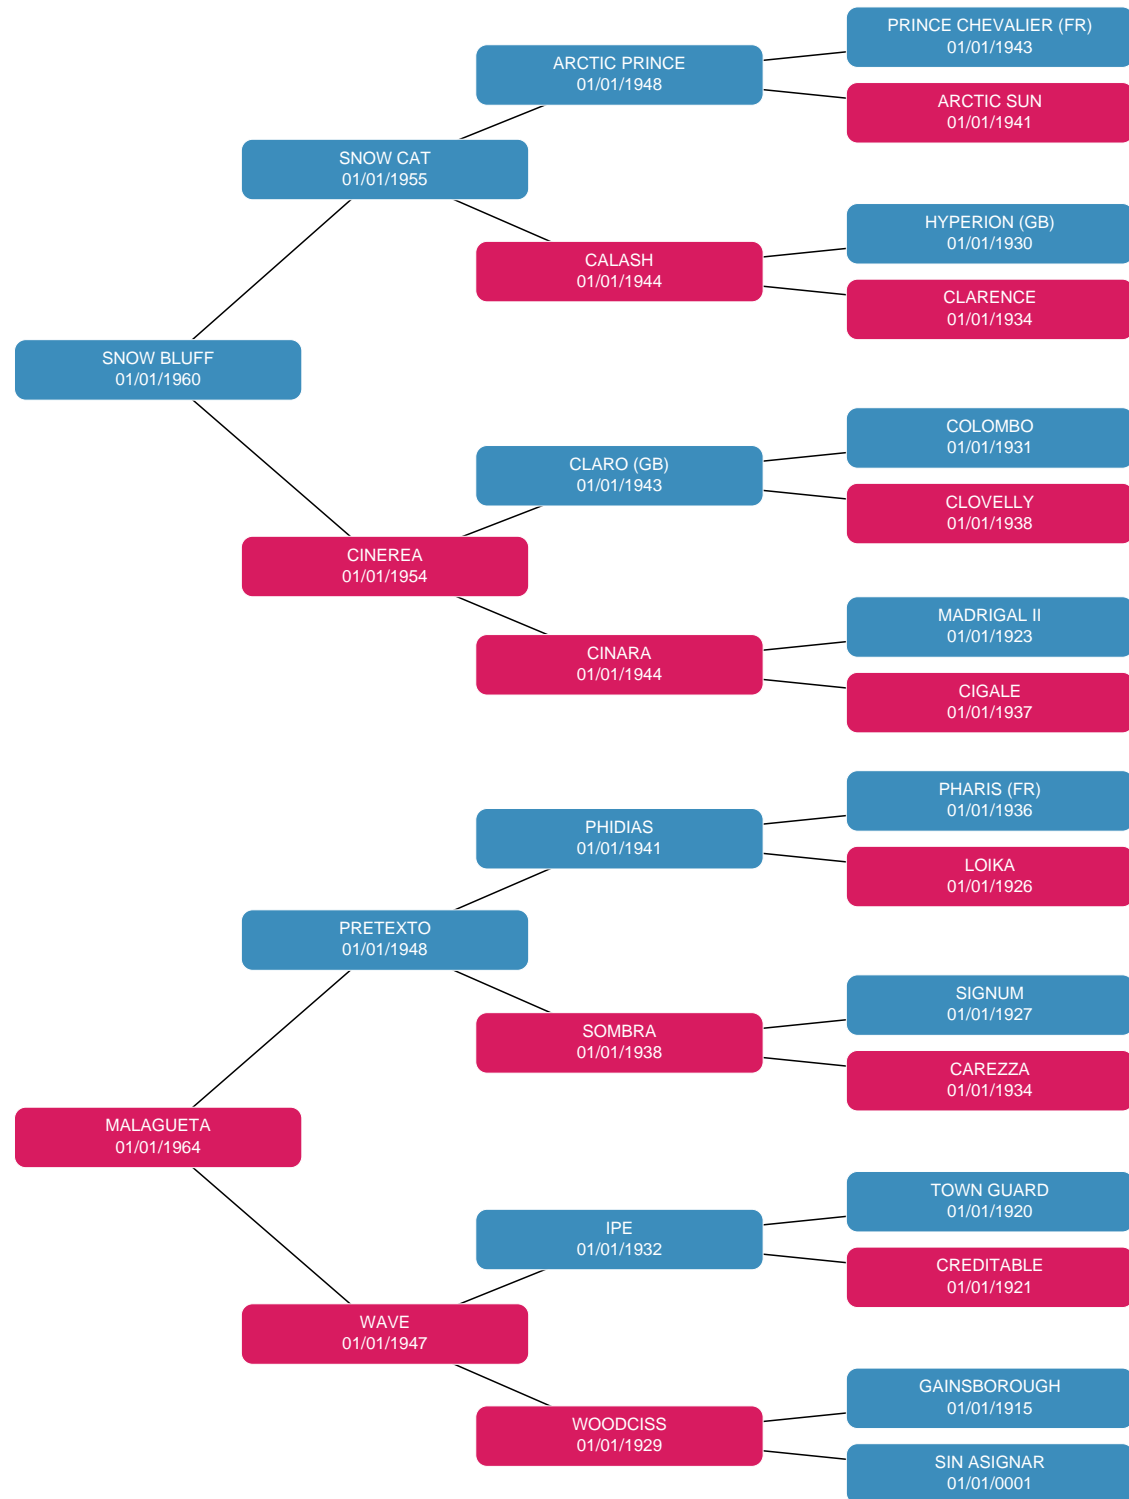 PRINCE CHEVALIER (FR)
01/01/1943
ARCTIC PRINCE
01/01/1948
ARCTIC SUN
01/01/1941
SNOW CAT
01/01/1955
HYPERION (GB)
01/01/1930
CALASH
01/01/1944
CLARENCE
01/01/1934
SNOW BLUFF
01/01/1960
COLOMBO
01/01/1931
CLARO (GB)
01/01/1943
CLOVELLY
01/01/1938
CINEREA
01/01/1954
MADRIGAL II
01/01/1923
CINARA
01/01/1944
CIGALE
01/01/1937
PHARIS (FR)
01/01/1936
PHIDIAS
01/01/1941
LOIKA
01/01/1926
PRETEXTO
01/01/1948
SIGNUM
01/01/1927
SOMBRA
01/01/1938
CAREZZA
01/01/1934
MALAGUETA
01/01/1964
TOWN GUARD
01/01/1920
IPE
01/01/1932
CREDITABLE
01/01/1921
WAVE
01/01/1947
GAINSBOROUGH
01/01/1915
WOODCISS
01/01/1929
SIN ASIGNAR
01/01/0001